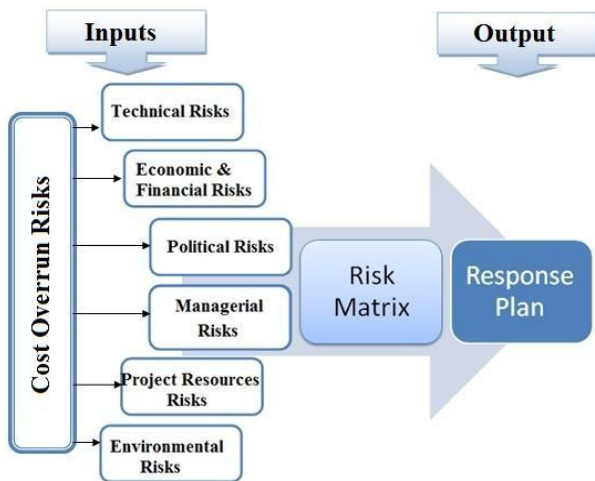 Inputs
Output
Cost Overrun Risks
Technical Risks
Economic &
Financial Risks
Political Risks
Managerial
Risks
Project Resources
Risks
Environmental
Risks
Risk
Matrix
Response
Plan